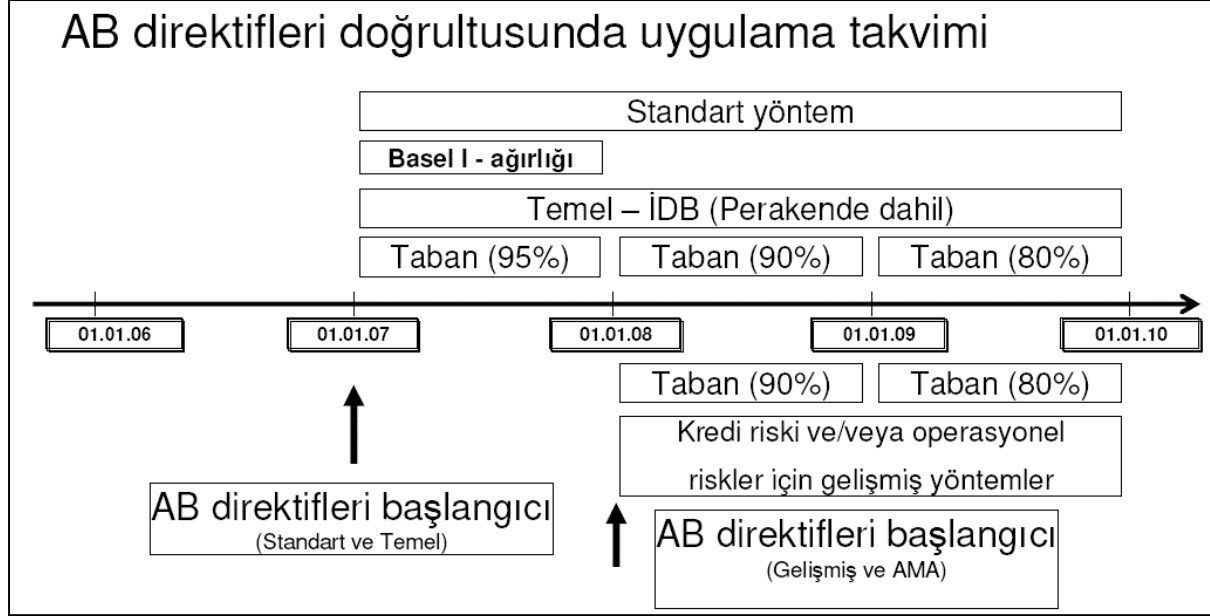 AB direktifleri doğrultusunda uygulama takvimi
Standart yöntem
Basel I - ağırlığı
Temel – İDB (Perakende dahil)
Taban (95%) Taban (90%) Taban (80%)
01.01.06 01.01.07 01.01.08 01.01.09 01.01.10
Taban (90%) Taban (80%)
Kredi riski ve/veya operasyonel
riskler için gelişmiş yöntemler
AB direktifleri başlangıcı
(Standart ve Temel)
AB direktifleri başlangıcı
(Gelişmiş ve AMA)